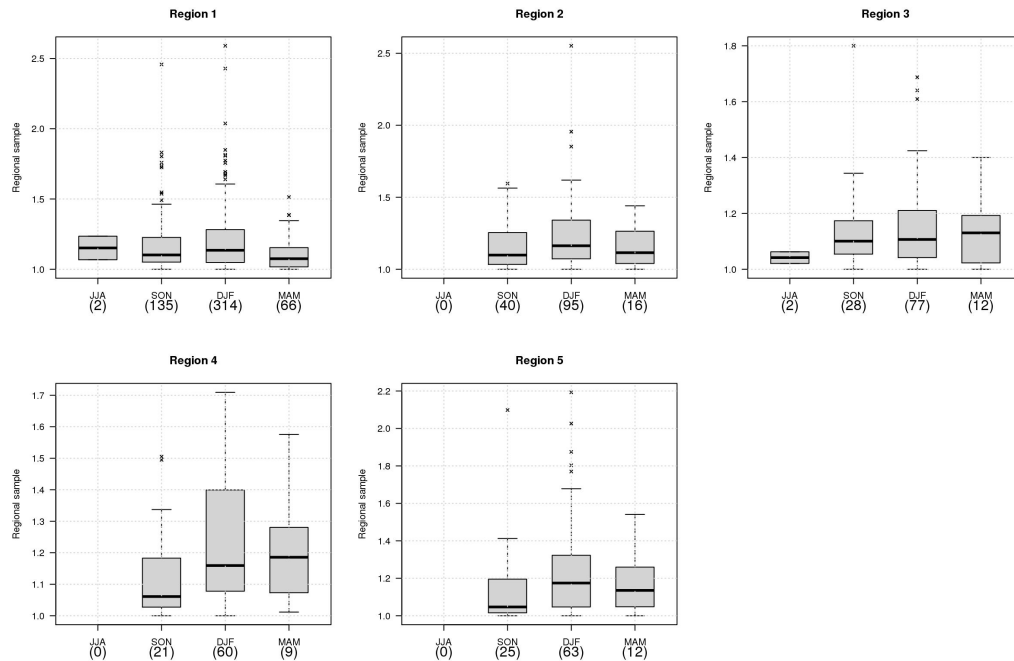 Region 1
2.5
2.0
1.5
1.0
Regional sample
JJA SON DJF MAM
(2) (135) (314) (66)
Region 2
2.5
2.0
1.5
1.0
Regional sample
JJA SON DJF MAM
(0) (40) (95) (16)
Region 3
1.8
1.6
1.4
1.2
1.0
Regional sample
JJA SON DJF MAM
(2) (28) (77) (12)
Region 4
1.7
1.6
1.5
1.4
1.3
1.2
1.1
1.0
Regional sample
JJA SON DJF MAM
(0) (21) (60) (9)
Region 5
2.2
2.0
1.8
1.6
1.4
1.2
1.0
Regional sample
JJA SON DJF MAM
(0) (25) (63) (12)